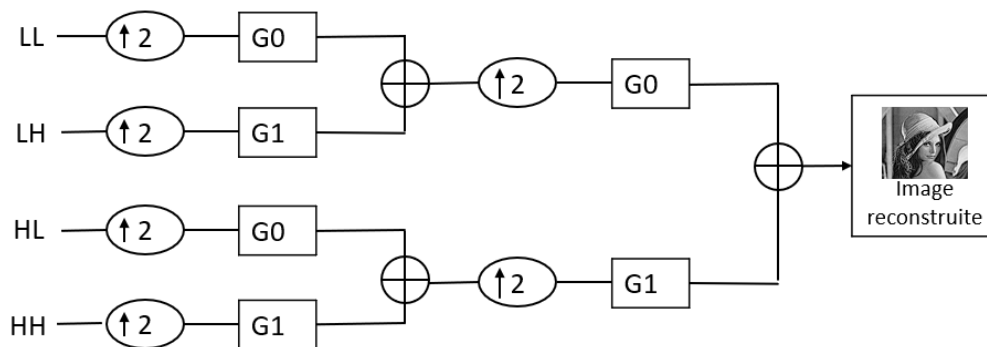 LL ↑ 2 G0
↑ 2 G0
LH ↑ 2 G1
Image
reconstruite
HL ↑ 2 G0
↑ 2 G1
HH ↑ 2 G1